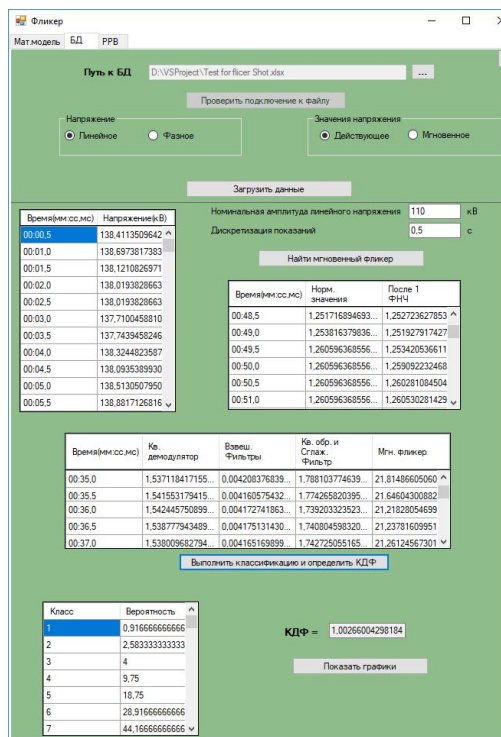 Фликер
Мат.модель БД РРВ
Путь к БД D:\VSProject\Test for flicer Shot.xlsx ...
Проверить подключение к файлу
Напряжение Значения напряжения
Линейное Фазное Действующее Мгновенное
Загрузить данные
Номинальная амплитуда линейного напряжения 110 кВ
Дискретизация показаний 0,5 с
Найти мгновенный фликер
Время(мм:сс,мс) Напряжение(кВ)
00:00,5 138,4113509642
00:01,0 138,6973817383
00:01,5 138,1210826971
00:02,0 138,0193828663
00:02,5 138,0193828663
00:03,0 137,7100458810
00:03,5 137,7439458246
00:04,0 138,3244823587
00:04,5 138,0935389930
00:05,0 138,5130507950
00:05,5 138,8817126816
Время(мм:сс,мс) Норм. значения После 1 ФНЧ
00:48,5 1,251716894693... 1,252723627853
00:49,0 1,253816379836... 1,251927917427
00:49,5 1,260596368556... 1,253420536611
00:50,0 1,260596368556... 1,259092232468
00:50,5 1,260596368556... 1,260281084504
00:51,0 1,260596368556... 1,260530281429
Время(мм:сс,мс) Кв. демодулятор Взвеш. Фильтры Кв. обр. и Сглаж. Фильтр Мгн. фликер
00:35,0 1,537118417155... 0,004208376839... 1,788103774639... 21,81486605060
00:35,5 1,541553179415... 0,004160575432... 1,774265820395... 21,64604300882
00:36,0 1,542445750899... 0,004172741863... 1,739203323523... 21,21828054699
00:36,5 1,538777943489... 0,004175131430... 1,740804598320... 21,23781609951
00:37,0 1,538009682794... 0,004165169899... 1,742725055165... 21,26124567301
Выполнить классификацию и определить КДФ
Класс Вероятность
1 0,916666666666
2 2,583333333333
3 4
4 9,75
5 18,75
6 28,91666666666
7 44,16666666666
КДФ = 1,00266004298184
Показать графики